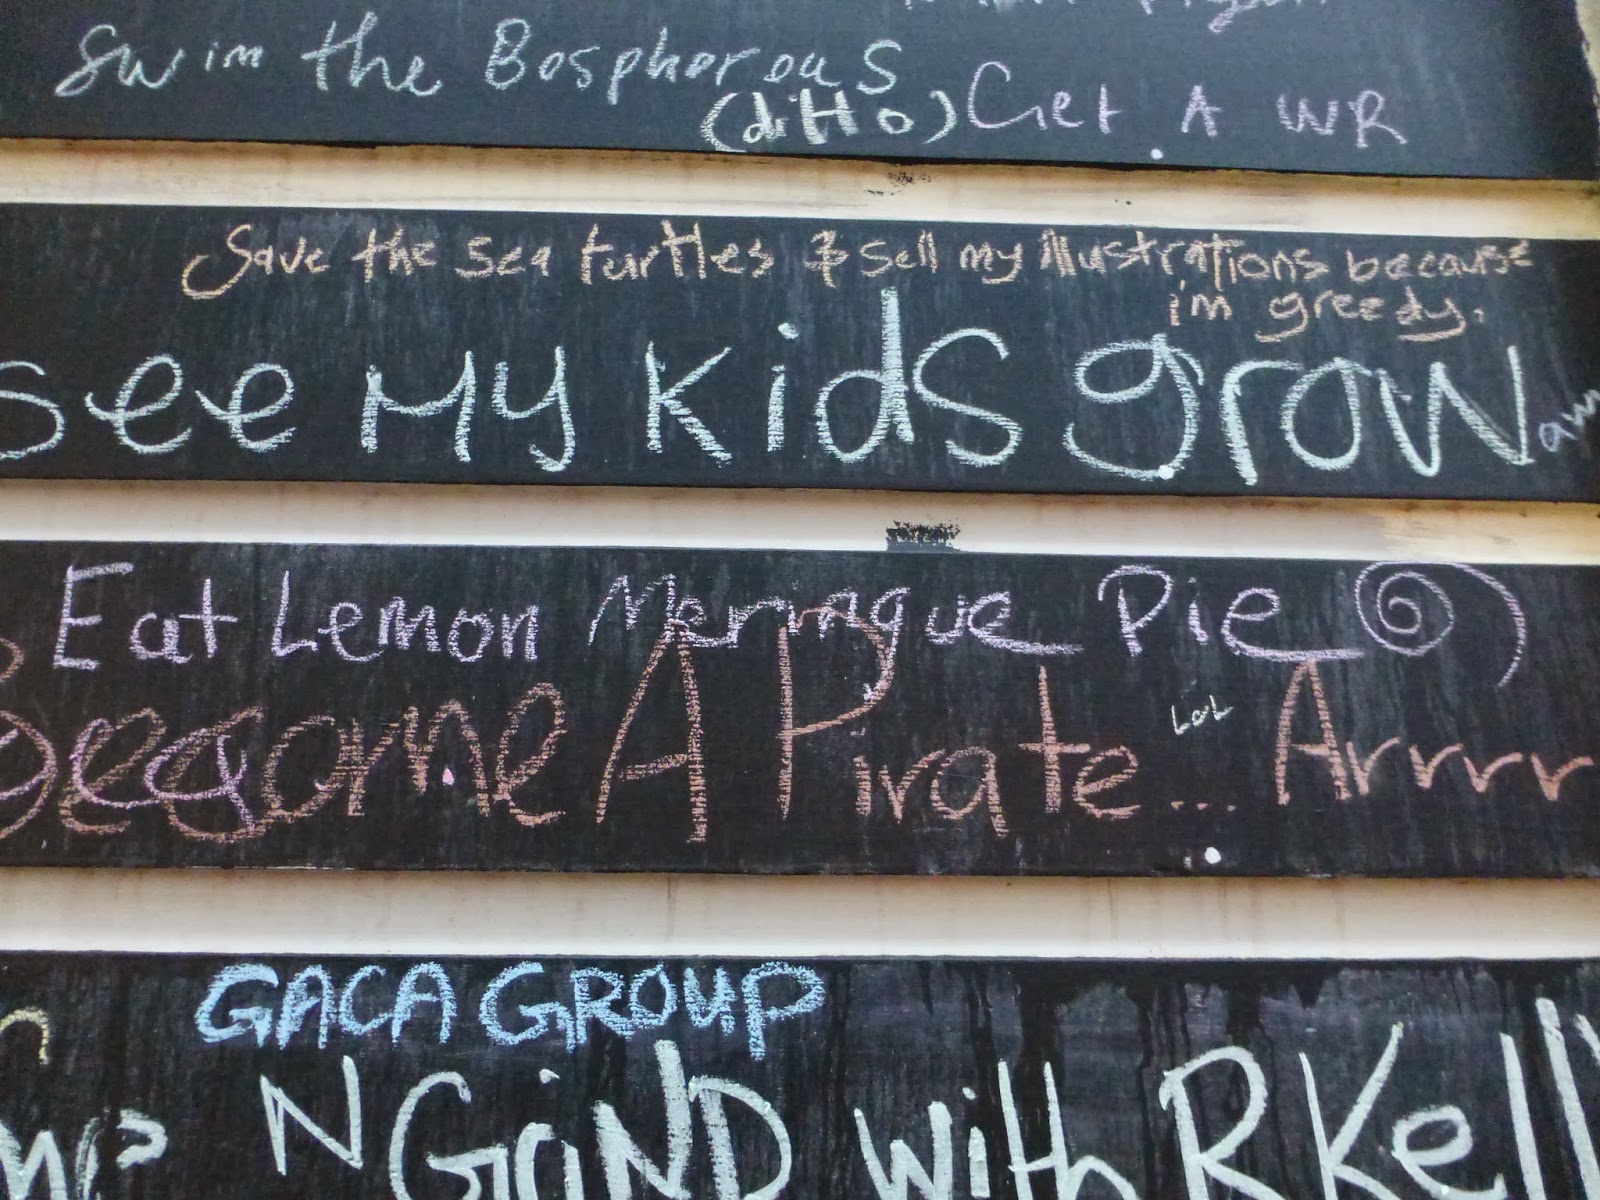 Swim the Bosphorous
(ditto) Get A WR
Save the sea turtles & sell my illustrations because
i'm greedy.
see My kids grow
Eat Lemon Meringue Pie
Become A Pirate... Arrrrr
LOL
GACA GROUP
N GRiND with R Kelly